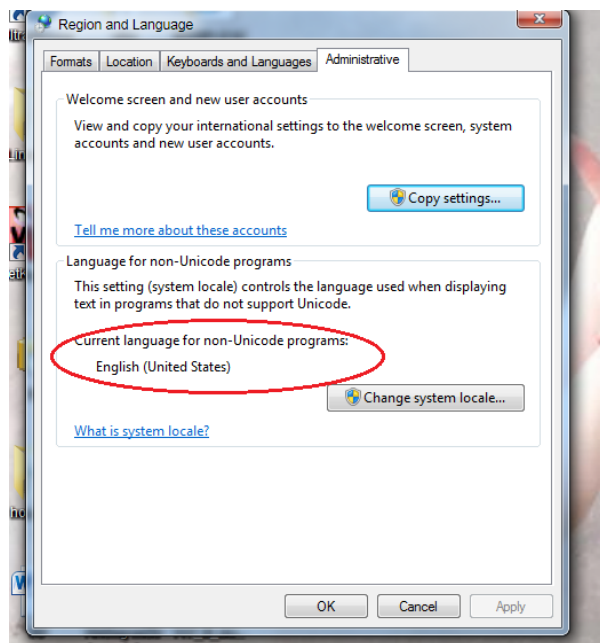 Region and Language
Formats
Location
Keyboards and Languages
Administrative
Welcome screen and new user accounts
View and copy your international settings to the welcome screen, system
accounts and new user accounts.
Copy settings...
Tell me more about these accounts
Language for non-Unicode programs
This setting (system locale) controls the language used when displaying
text in programs that do not support Unicode.
Current language for non-Unicode programs:
English (United States)
Change system locale...
What is system locale?
OK
Cancel
Apply